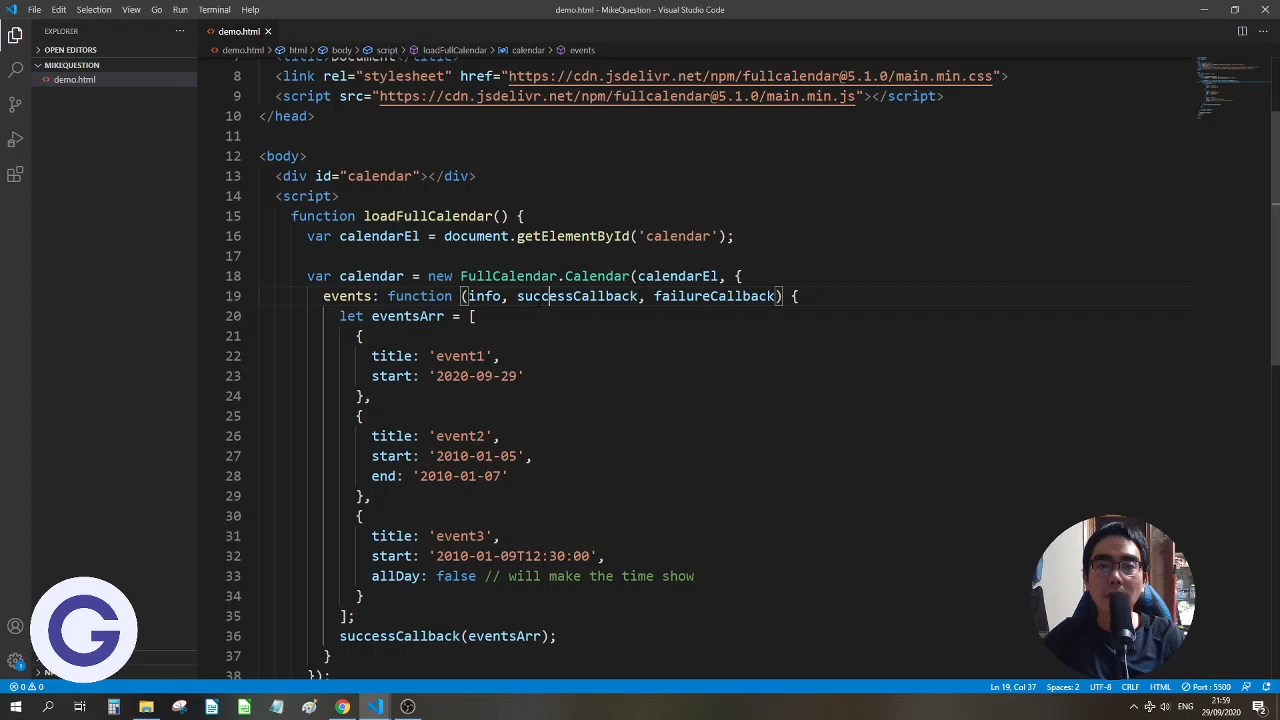 File Edit Selection View Go Run Terminal Help
demo.html - MikeQuestion - Visual Studio Code
EXPLORER
OPEN EDITORS
MIKEQUESTION
demo.html
demo.html
demo.html > html > body > script > loadFullCalendar > calendar > events
8 <link rel="stylesheet" href="https://cdn.jsdelivr.net/npm/fullcalendar@5.1.0/main.min.css">
9 <script src="https://cdn.jsdelivr.net/npm/fullcalendar@5.1.0/main.min.js"></script>
10 </head>
11
12 <body>
13 <div id="calendar"></div>
14 <script>
15 function loadFullCalendar() {
16 var calendarEl = document.getElementById('calendar');
17
18 var calendar = new FullCalendar.Calendar(calendarEl, {
19 events: function (info, successCallback, failureCallback) {
20 let eventsArr = [
21 {
22 title: 'event1',
23 start: '2020-09-29'
24 },
25 {
26 title: 'event2',
27 start: '2010-01-05',
28 end: '2010-01-07'
29 },
30 {
31 title: 'event3',
32 start: '2010-01-09T12:30:00',
33 allDay: false // will make the time show
34 }
35 ];
36 successCallback(eventsArr);
37 }
38 });
G
1
0 0
Ln 19, Col 37 Spaces: 2 UTF-8 CRLF HTML Port : 5500
21:59
29/09/2020